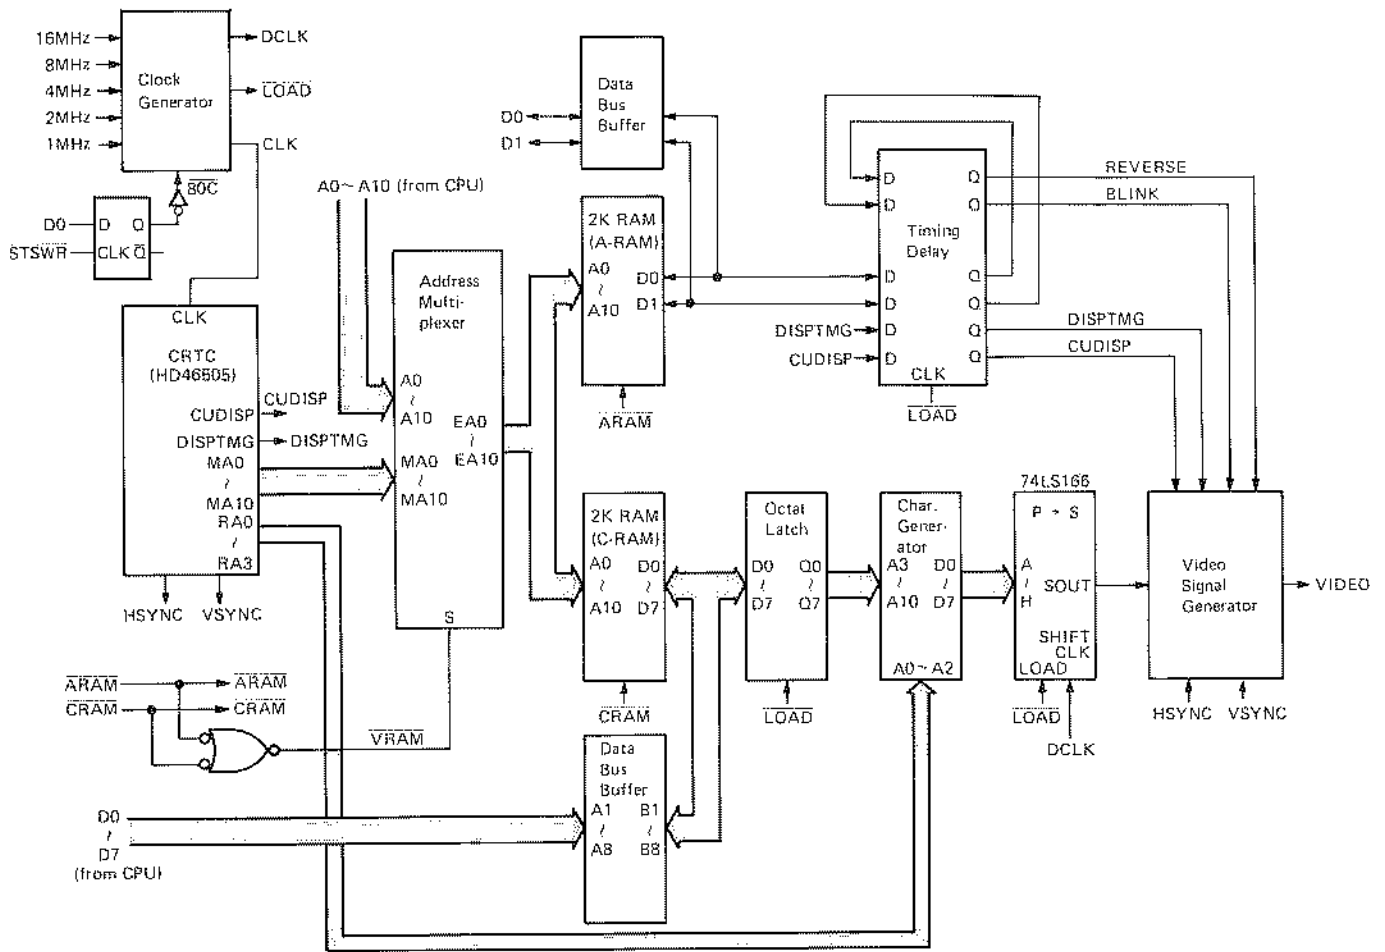 16MHz
8MHz
4MHz
2MHz
1MHz
Clock
Generator
DCLK
LOAD
CLK
80C
D0
STSWR
D Q
CLK Q
CLK
CRTC
(HD46505)
CUDISP
DISPTMG
MA0
~
MA10
RA0
~
RA3
CUDISP
DISPTMG
HSYNC VSYNC
A0~A10 (from CPU)
Address
Multi-
plexer
A0
~
A10
MA0
~
MA10
EA0
~
EA10
S
ARAM
CRAM
ARAM
CRAM
VRAM
D0
~
D7
(from CPU)
D0
D1
Data
Bus
Buffer
2K RAM
(A-RAM)
A0
~
A10
D0
D1
ARAM
2K RAM
(C-RAM)
A0
~
A10
D0
~
D7
CRAM
Data
Bus
Buffer
A1
~
A8
B1
~
B8
Octal
Latch
D0
~
D7
Q0
~
Q7
LOAD
Char.
Gener-
ator
A3
~
A10
D0
~
D7
A0~A2
Timing
Delay
D
D
D
D
D
D
Q
Q
Q
Q
Q
Q
CLK
LOAD
DISPTMG
CUDISP
REVERSE
BLINK
DISPTMG
CUDISP
74LS166
P → S
A
~
H
SOUT
SHIFT
CLK
LOAD
LOAD
DCLK
Video
Signal
Generator
VIDEO
HSYNC VSYNC